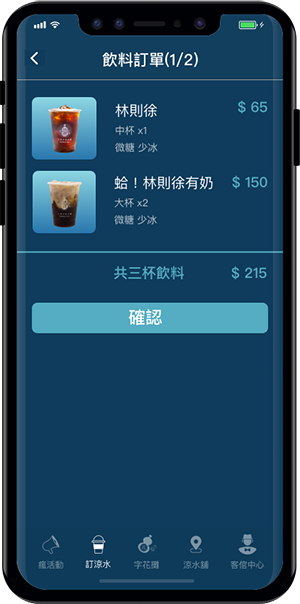 飲料訂單(1/2)
林則徐
$ 65
中杯 x1
微糖 少冰
蛤！林則徐有奶
$ 150
大杯 x2
微糖 少冰
共三杯飲料
$ 215
確認
瘋活動
訂涼水
字花攤
涼水舖
客倌中心